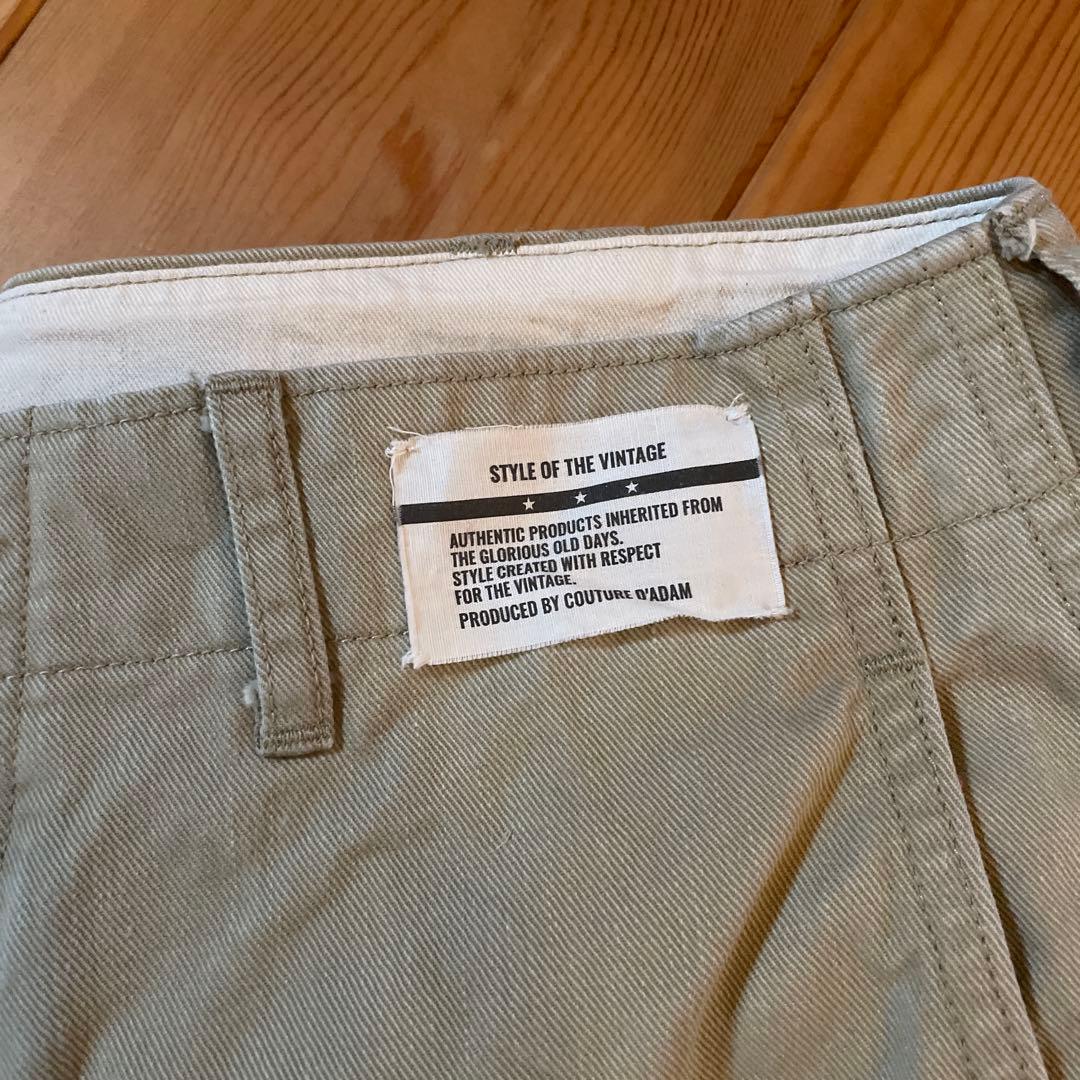 STYLE OF THE VINTAGE
AUTHENTIC PRODUCTS INHERITED FROM
THE GLORIOUS OLD DAYS.
STYLE CREATED WITH RESPECT
FOR THE VINTAGE.
PRODUCED BY COUTURE D'ADAM